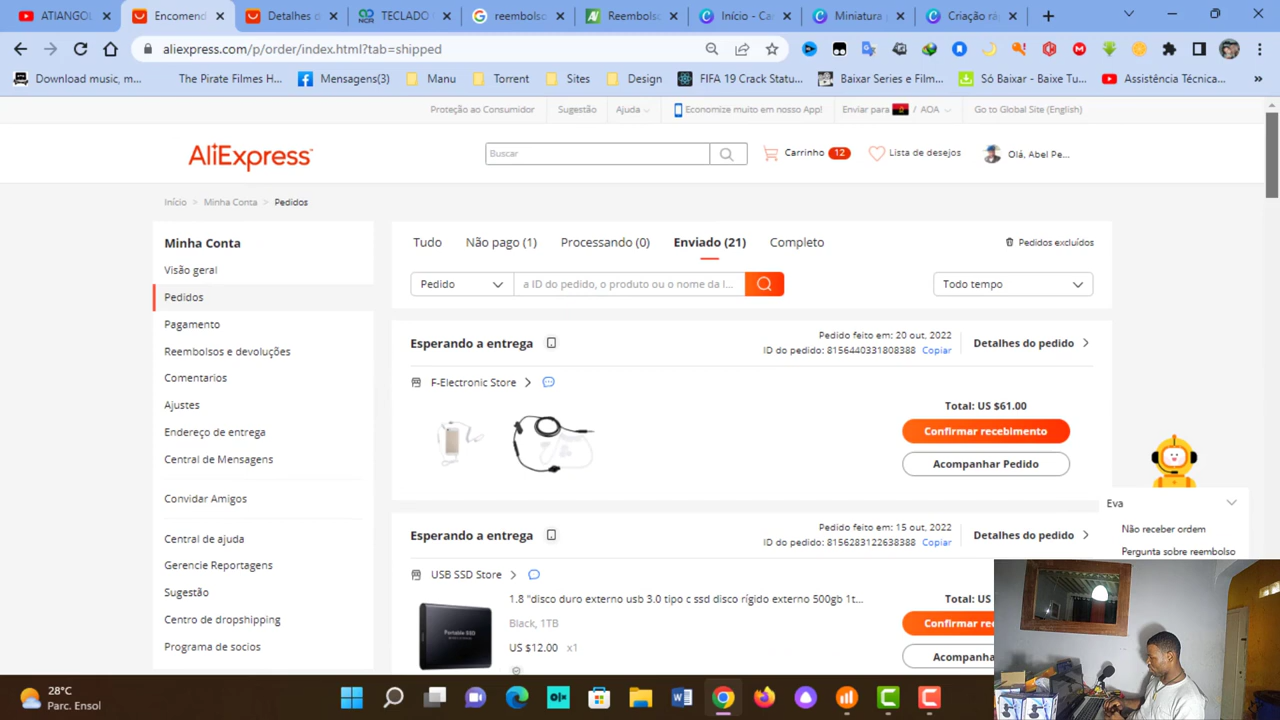 ATIANGOL
Encomend
Detalhes d
TECLADO
reembolso
Reembols
Início - Ca
Miniatura
Criação rá
aliexpress.com/p/order/index.html?tab=shipped
Download music, m...
The Pirate Filmes H...
Mensagens(3)
Manu
Torrent
Sites
Design
FIFA 19 Crack Statu...
Baixar Series e Film...
Só Baixar - Baixe Tu...
Assistência Técnica...
Proteção ao Consumidor
Sugestão
Ajuda
Economize muito em nosso App!
Enviar para / AOA
Go to Global Site (English)
AliExpress
Buscar
Carrinho 12
Lista de desejos
Olá, Abel Pe...
Início > Minha Conta > Pedidos
Minha Conta
Visão geral
Pedidos
Pagamento
Reembolsos e devoluções
Comentarios
Ajustes
Endereço de entrega
Central de Mensagens
Convidar Amigos
Central de ajuda
Gerencie Reportagens
Sugestão
Centro de dropshipping
Programa de socios
Tudo
Não pago (1)
Processando (0)
Enviado (21)
Completo
Pedidos excluídos
Pedido
a ID do pedido, o produto ou o nome da l...
Todo tempo
Esperando a entrega
Pedido feito em: 20 out, 2022
ID do pedido: 8156440331808388 Copiar
Detalhes do pedido
F-Electronic Store
Total: US $61.00
Confirmar recebimento
Acompanhar Pedido
Esperando a entrega
Pedido feito em: 15 out, 2022
ID do pedido: 8156283122638388 Copiar
Detalhes do pedido
USB SSD Store
1.8 "disco duro externo usb 3.0 tipo c ssd disco rígido externo 500gb 1t...
Black, 1TB
US $12.00 x1
Portable SSD
Total: US
Confirmar re
Acompanha
Eva
Não receber ordem
Pergunta sobre reembolso
28°C
Parc. Ensol